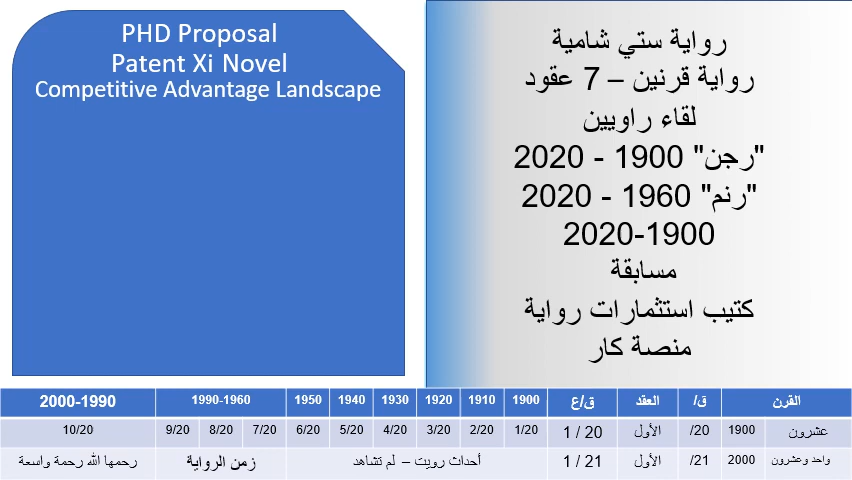 PHD Proposal
Patent Xi Novel
Competitive Advantage Landscape
رواية ستي شامية
رواية قرنين – 7 عقود
لقاء راويين
"رجن" 1900 - 2020
"رنم" 1960 - 2020
2020-1900
مسابقة
كتيب استثمارات رواية
منصة كار
القرن ق/ العقد ق/ع 1900 1910 1920 1930 1940 1950 1990-1960 2000-1990
عشرون 1900 20/ الأول 20 / 1 1/20 2/20 3/20 4/20 5/20 6/20 7/20 8/20 9/20 10/20
واحد وعشرون 2000 21/ الأول 21 / 1 أحداث رويت – لم تشاهد زمن الرواية رحمها الله رحمة واسعة